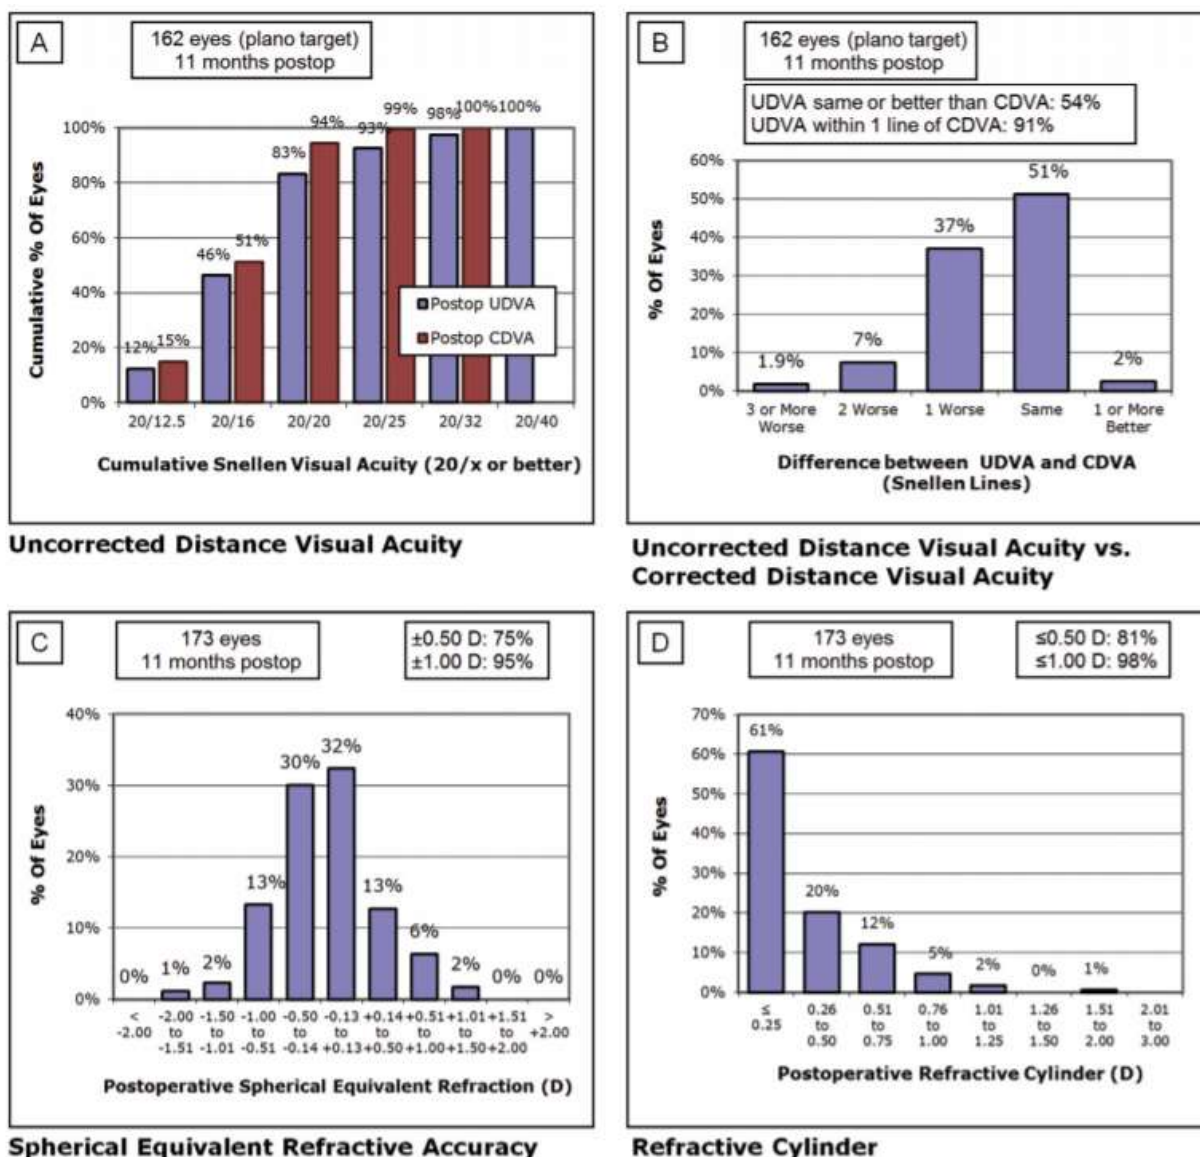 A
162 eyes (plano target)
11 months postop
100%
80%
60%
40%
20%
0%
Cumulative % Of Eyes
12% 15%
46% 51%
83% 94%
93% 99%
98% 100% 100%
Postop UDVA
Postop CDVA
20/12.5 20/16 20/20 20/25 20/32 20/40
Cumulative Snellen Visual Acuity (20/x or better)
Uncorrected Distance Visual Acuity
B
162 eyes (plano target)
11 months postop
UDVA same or better than CDVA: 54%
UDVA within 1 line of CDVA: 91%
60%
50%
40%
30%
20%
10%
0%
% Of Eyes
1.9% 7% 37% 51% 2%
3 or More Worse 2 Worse 1 Worse Same 1 or More Better
Difference between UDVA and CDVA
(Snellen Lines)
Uncorrected Distance Visual Acuity vs.
Corrected Distance Visual Acuity
C
173 eyes
11 months postop
±0.50 D: 75%
±1.00 D: 95%
40%
30%
20%
10%
0%
% Of Eyes
0% 1% 2% 13% 30% 32% 13% 6% 2% 0% 0%
< -2.00 -1.50 -1.00 -0.50 -0.13 +0.14 +0.51 +1.01 +1.51 >
-2.00 to to to to to to to to to +2.00
-1.51 -1.01 -0.51 -0.14 +0.13 +0.50 +1.00 +1.50 +2.00
Postoperative Spherical Equivalent Refraction (D)
Spherical Equivalent Refractive Accuracy
D
173 eyes
11 months postop
≤0.50 D: 81%
≤1.00 D: 98%
70%
60%
50%
40%
30%
20%
10%
0%
% Of Eyes
61% 20% 12% 5% 2% 0% 1%
≤ 0.26 0.51 0.76 1.01 1.26 1.51 2.01
0.25 to to to to to to to
0.50 0.75 1.00 1.25 1.50 2.00 3.00
Postoperative Refractive Cylinder (D)
Refractive Cylinder